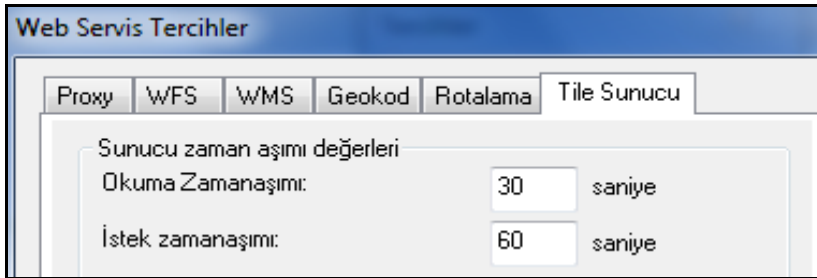 Web Servis Tercihler
Proxy WFS WMS Geokod Rotalama Tile Sunucu
Sunucu zaman aşımı değerleri
Okuma Zamanaşımı: 30 saniye
İstek zamanaşımı: 60 saniye